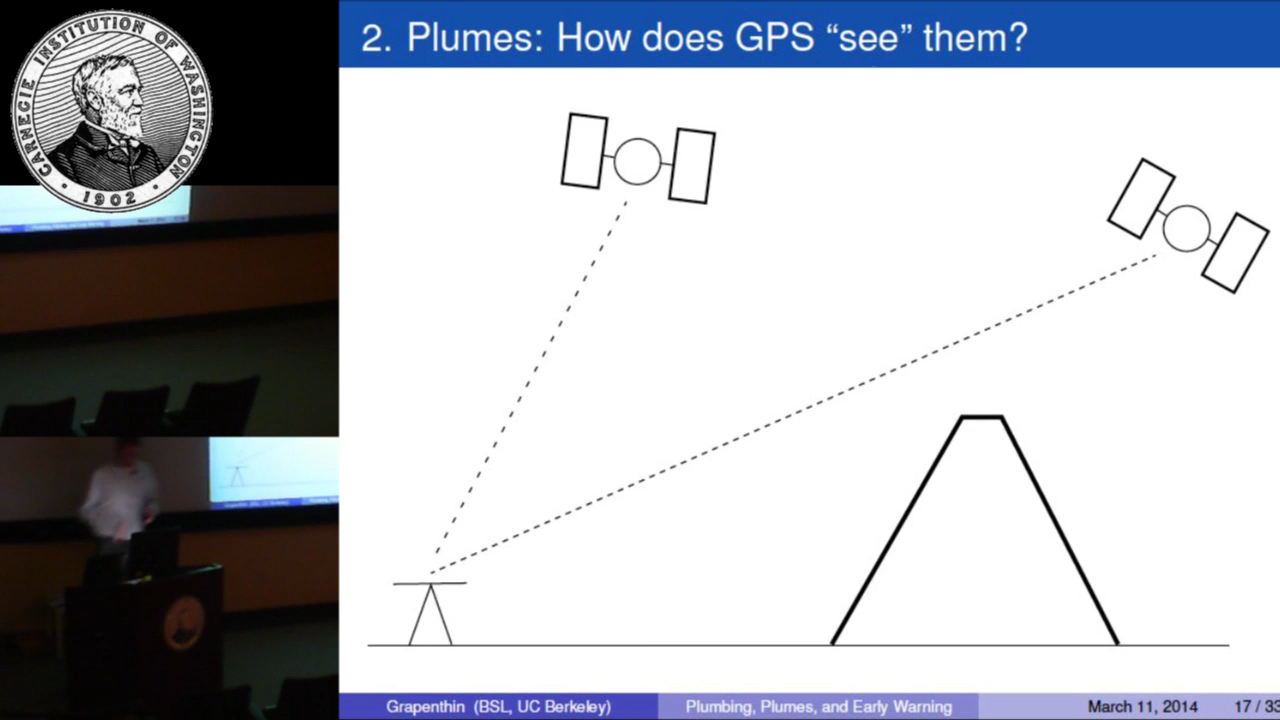 CARNEGIE INSTITUTION OF WASHINGTON
1902
2. Plumes: How does GPS “see” them?
Grapenthin (BSL, UC Berkeley)
Plumbing, Plumes, and Early Warning
March 11, 2014
17 / 33